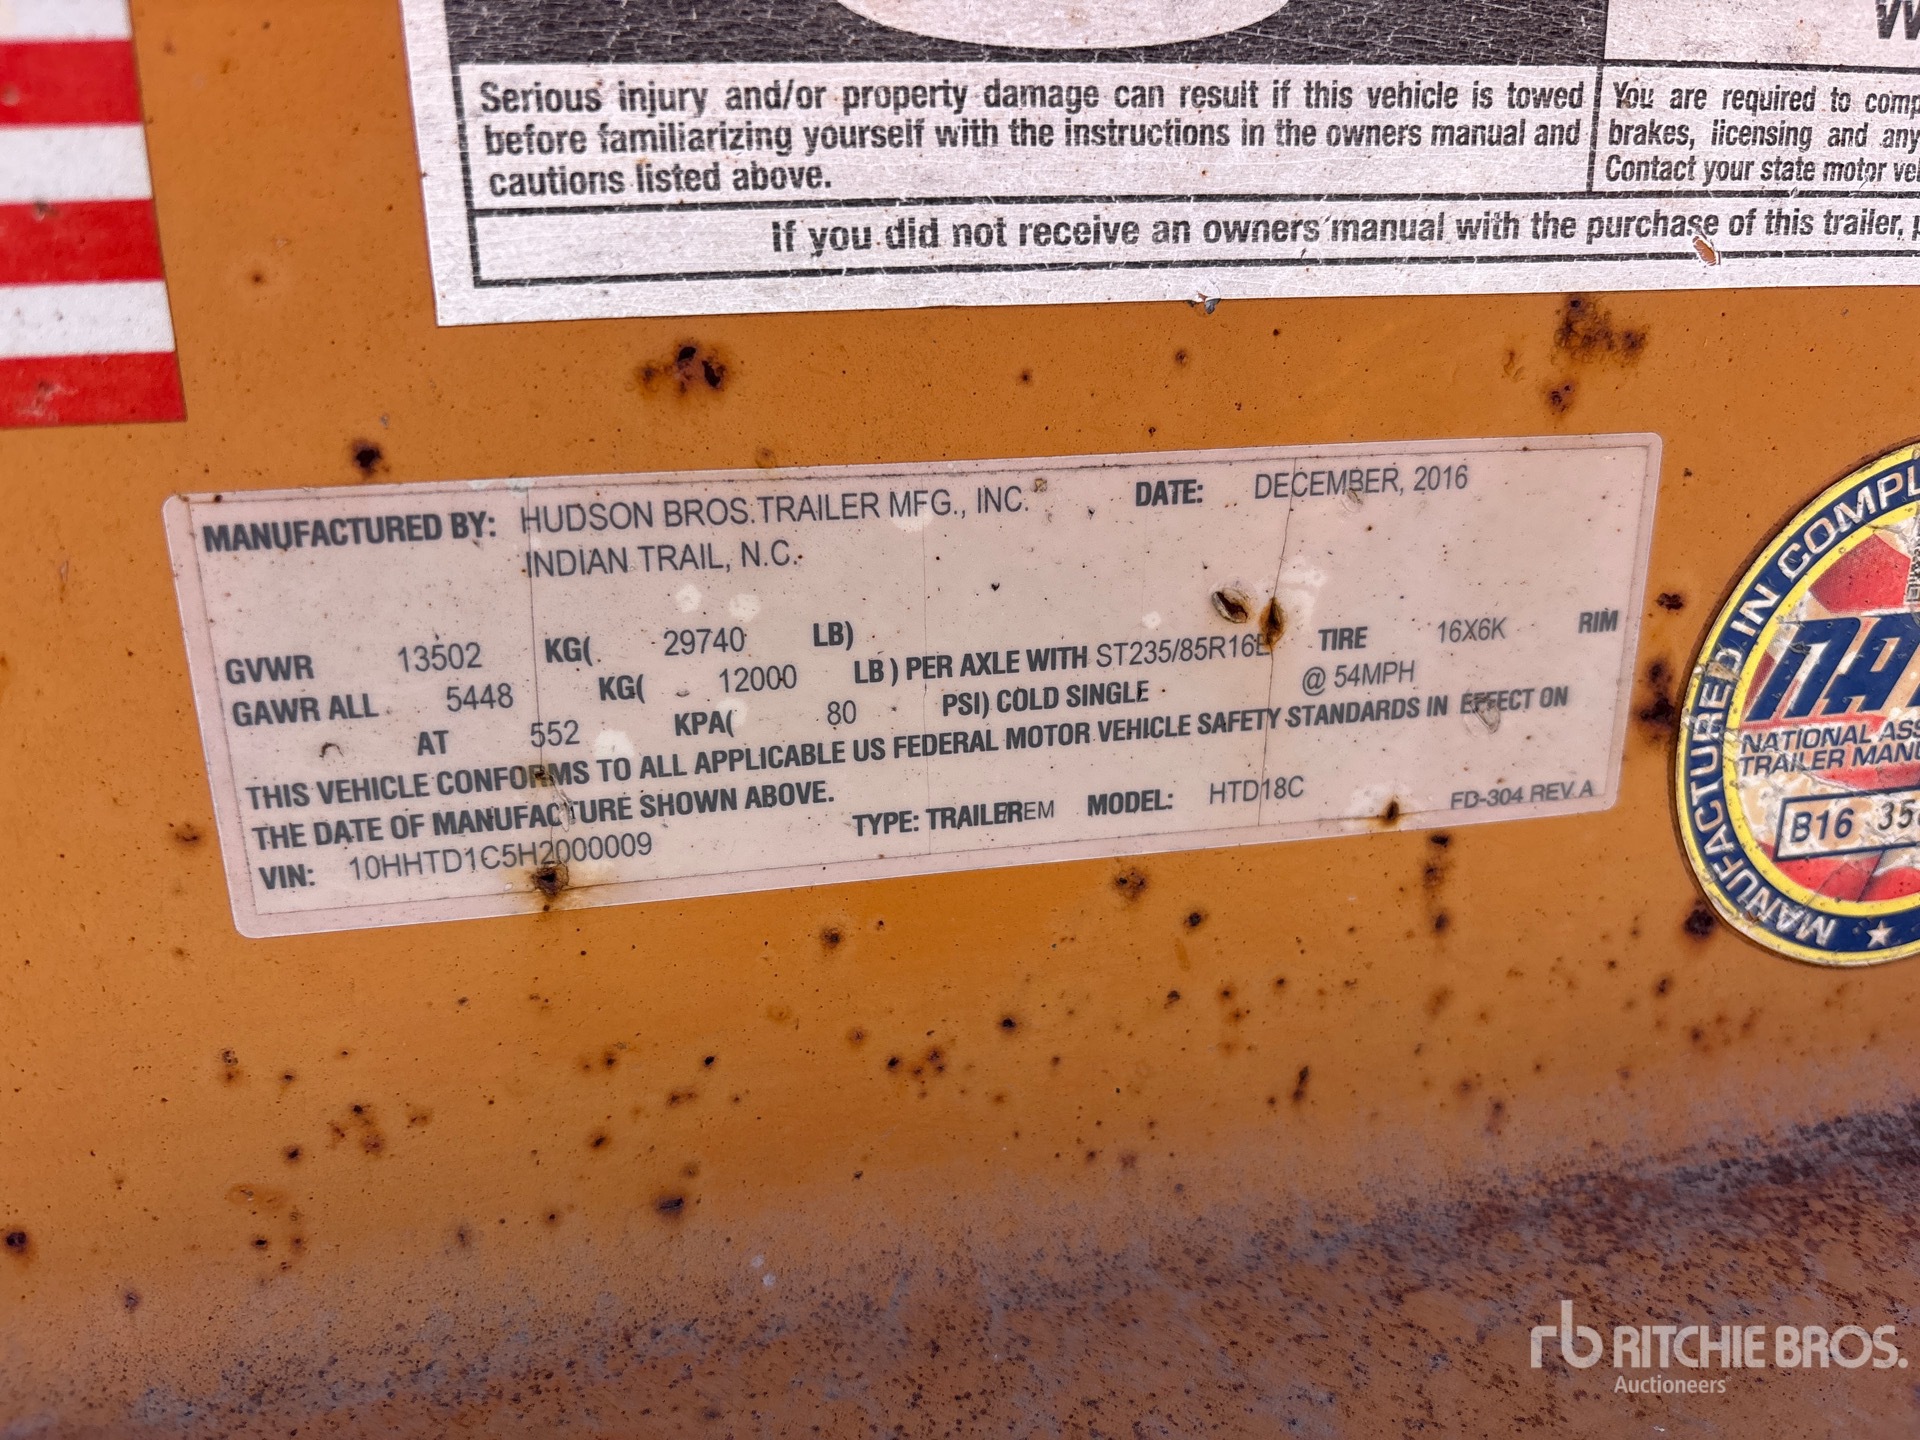 Serious injury and/or property damage can result if this vehicle is towed
before familiarizing yourself with the instructions in the owners manual and
cautions listed above.
You are required to
brakes, licensing and any
Contact your state motor
If you did not receive an owners manual with the purchase of this trailer,
MANUFACTURED BY: HUDSON BROS. TRAILER MFG., INC. DATE: DECEMBER, 2016
INDIAN TRAIL, N.C.
GVWR 13502 KG( 29740 LB)
GAWR ALL 5448 KG( 12000 LB ) PER AXLE WITH ST235/85R16E TIRE 16X6K RIM
AT 552 KPA( 80 PSI) COLD SINGLE @ 54MPH
THIS VEHICLE CONFORMS TO ALL APPLICABLE US FEDERAL MOTOR VEHICLE SAFETY STANDARDS IN EFFECT ON
THE DATE OF MANUFACTURE SHOWN ABOVE.
VIN: 10HHTD1C5H2000009 TYPE: TRAILER EM MODEL: HTD18C FD-304 REV.A
MANUFACTURED IN
NATIONAL
TRAILER
B16
rb RITCHIE BROS.
Auctioneers